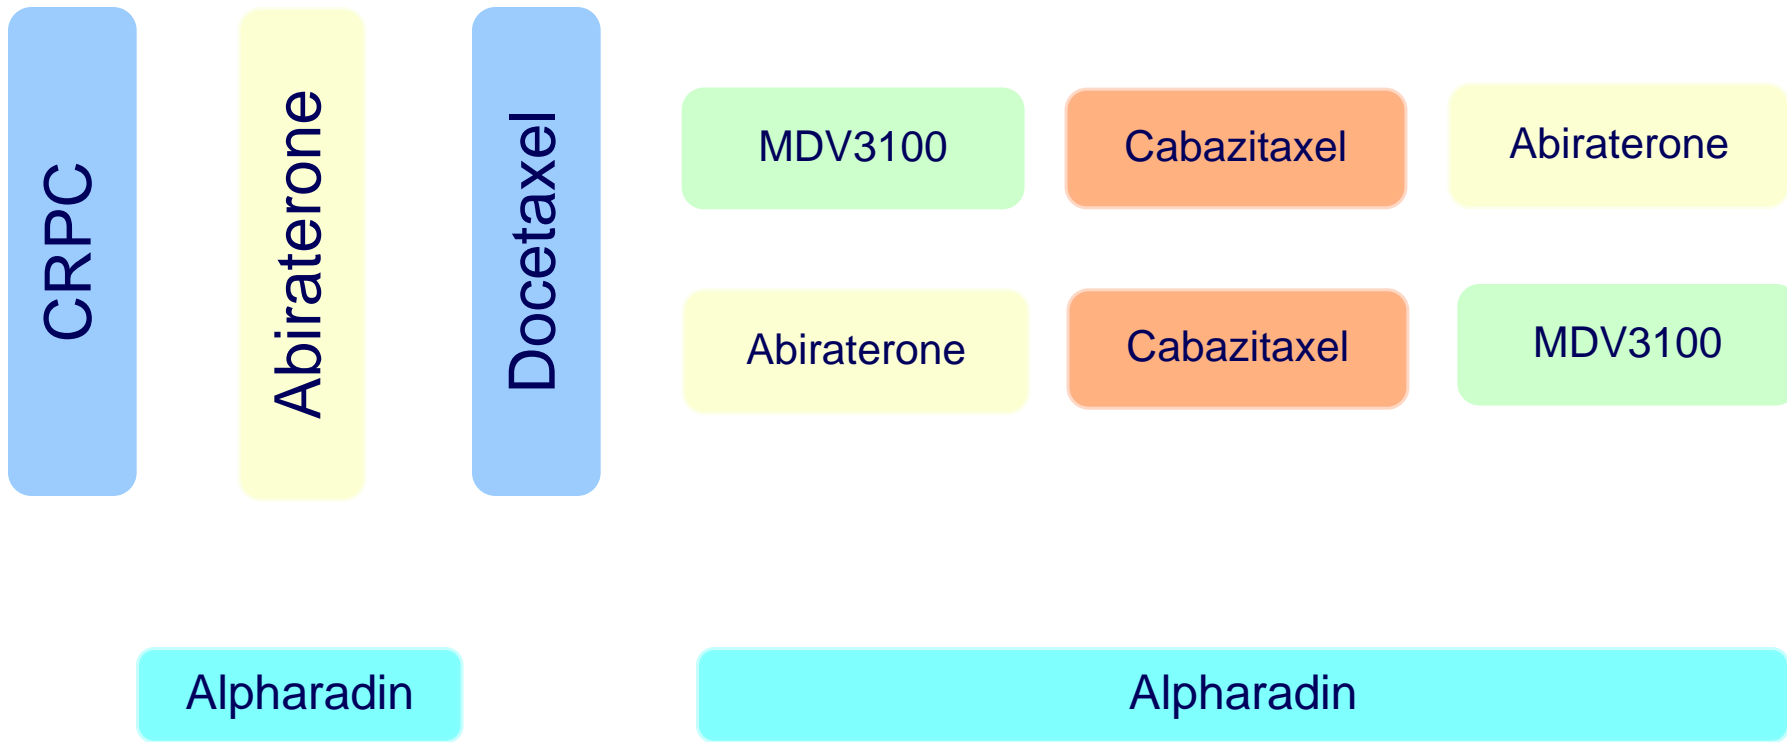 CRPC
Abiraterone
Docetaxel
MDV3100
Cabazitaxel
Abiraterone
Abiraterone
Cabazitaxel
MDV3100
Alpharadin
Alpharadin